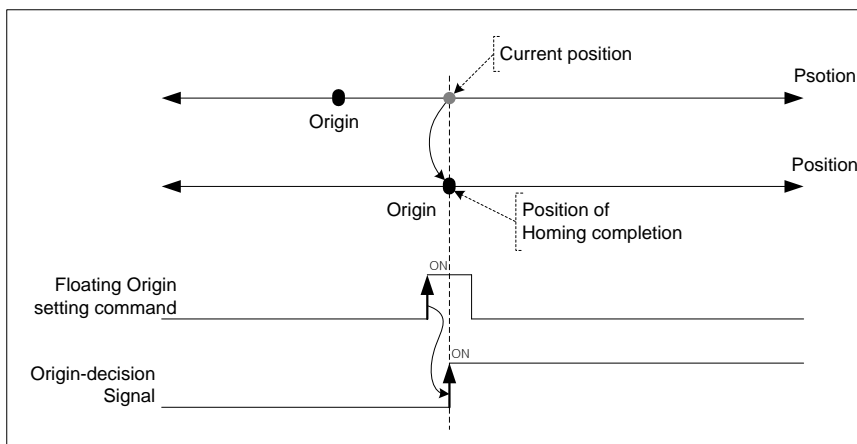 Current position
Psotion
Origin
Position
Origin
Position of
Homing completion
ON
Floating Origin
setting command
ON
Origin-decision
Signal